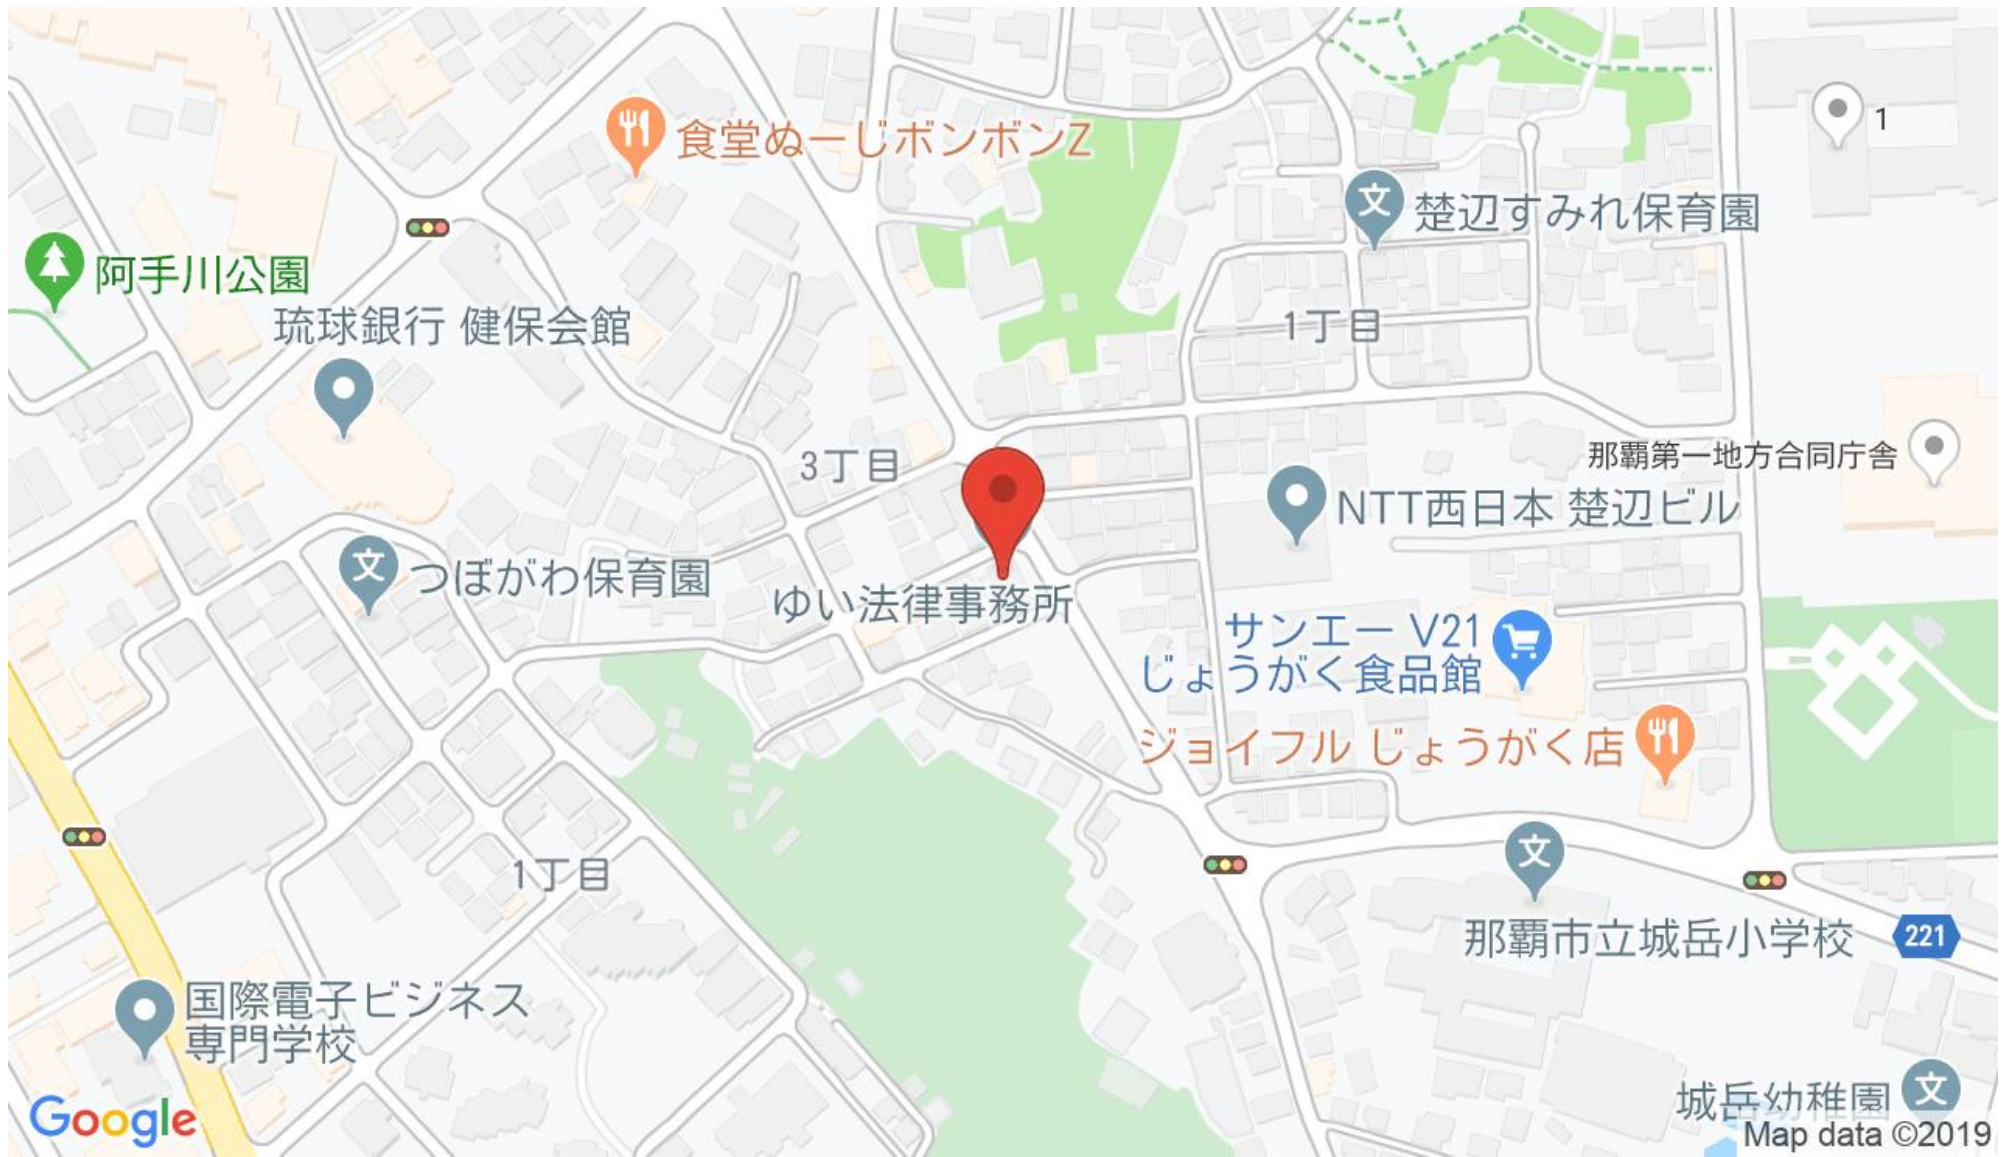 食堂ぬーじボンボンZ
1
楚辺すみれ保育園
阿手川公園
琉球銀行 健保会館
1丁目
3丁目
那覇第一地方合同庁舎
NTT西日本 楚辺ビル
つぼがわ保育園
ゆい法律事務所
サンエー V21
じょうがく食品館
ジョイフル じょうがく店
1丁目
那覇市立城岳小学校
221
国際電子ビジネス
専門学校
城岳幼稚園
Google
Map data ©2019